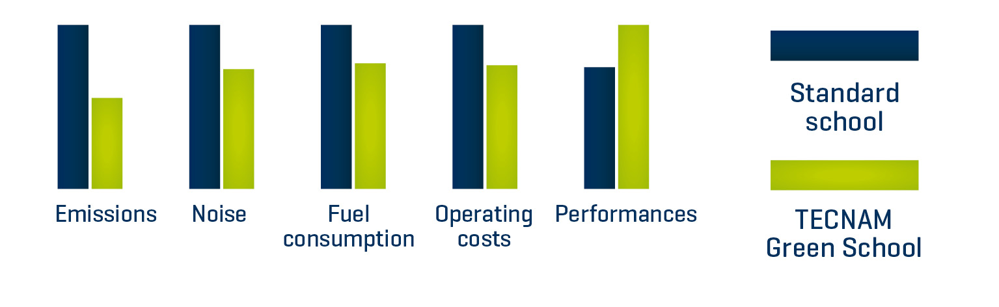 Emissions
Noise
Fuel
consumption
Operating
costs
Performances
Standard
school
TECNAM
Green School